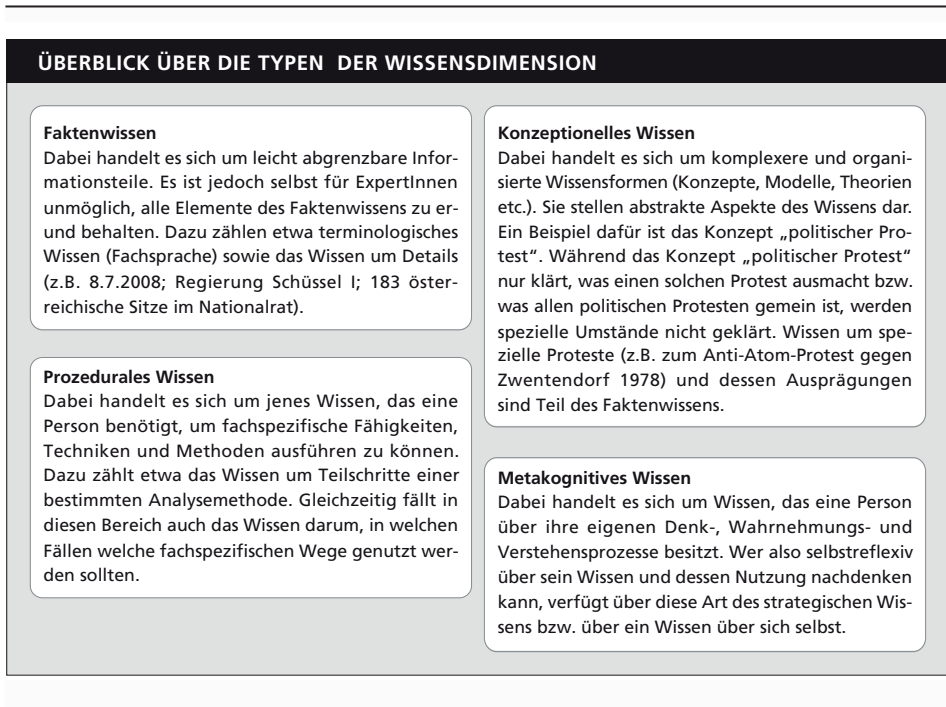 ÜBERBLICK ÜBER DIE TYPEN DER WISSENSDIMENSION
Faktenwissen
Dabei handelt es sich um leicht abgrenzbare Infor-
mationsteile. Es ist jedoch selbst für ExpertInnen
unmöglich, alle Elemente des Faktenwissens zu er-
und behalten. Dazu zählen etwa terminologisches
Wissen (Fachsprache) sowie das Wissen um Details
(z.B. 8.7.2008; Regierung Schüssel I; 183 öster-
reichische Sitze im Nationalrat).
Prozedurales Wissen
Dabei handelt es sich um jenes Wissen, das eine
Person benötigt, um fachspezifische Fähigkeiten,
Techniken und Methoden ausführen zu können.
Dazu zählt etwa das Wissen um Teilschritte einer
bestimmten Analysemethode. Gleichzeitig fällt in
diesen Bereich auch das Wissen darum, in welchen
Fällen welche fachspezifischen Wege genutzt wer-
den sollten.
Konzeptionelles Wissen
Dabei handelt es sich um komplexere und organi-
sierte Wissensformen (Konzepte, Modelle, Theorien
etc.). Sie stellen abstrakte Aspekte des Wissens dar.
Ein Beispiel dafür ist das Konzept „politischer Pro-
test“. Während das Konzept „politischer Protest“
nur klärt, was einen solchen Protest ausmacht bzw.
was allen politischen Protesten gemein ist, werden
spezielle Umstände nicht geklärt. Wissen um spe-
zielle Proteste (z.B. zum Anti-Atom-Protest gegen
Zwentendorf 1978) und dessen Ausprägungen
sind Teil des Faktenwissens.
Metakognitives Wissen
Dabei handelt es sich um Wissen, das eine Person
über ihre eigenen Denk-, Wahrnehmungs- und
Verstehensprozesse besitzt. Wer also selbstreflexiv
über sein Wissen und dessen Nutzung nachdenken
kann, verfügt über diese Art des strategischen Wis-
sens bzw. über ein Wissen über sich selbst.